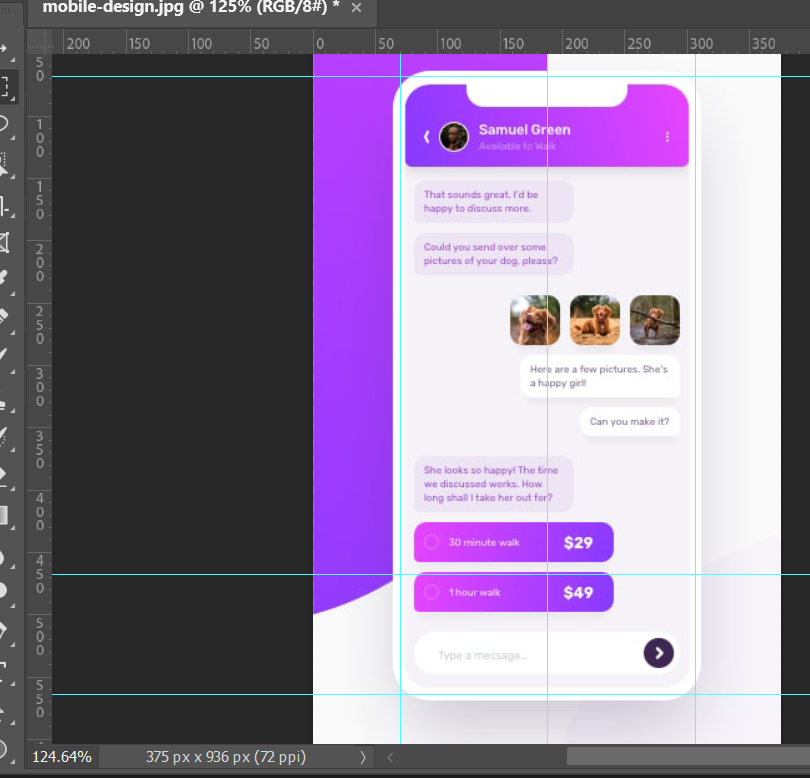 mobile-design.jpg @ 125% (RGB/8#) * ×
200 150 100 50 0 50 100 150 200 250 300 350
50
100
150
200
250
300
350
400
450
500
550
Samuel Green
Available to Walk
That sounds great. I'd be
happy to discuss more.
Could you send over some
pictures of your dog, please?
Here are a few pictures. She's
a happy girl!
Can you make it?
She looks so happy! The time
we discussed works. How
long shall I take her out for?
30 minute walk $29
1 hour walk $49
Type a message...
124.64% 375 px x 936 px (72 ppi)